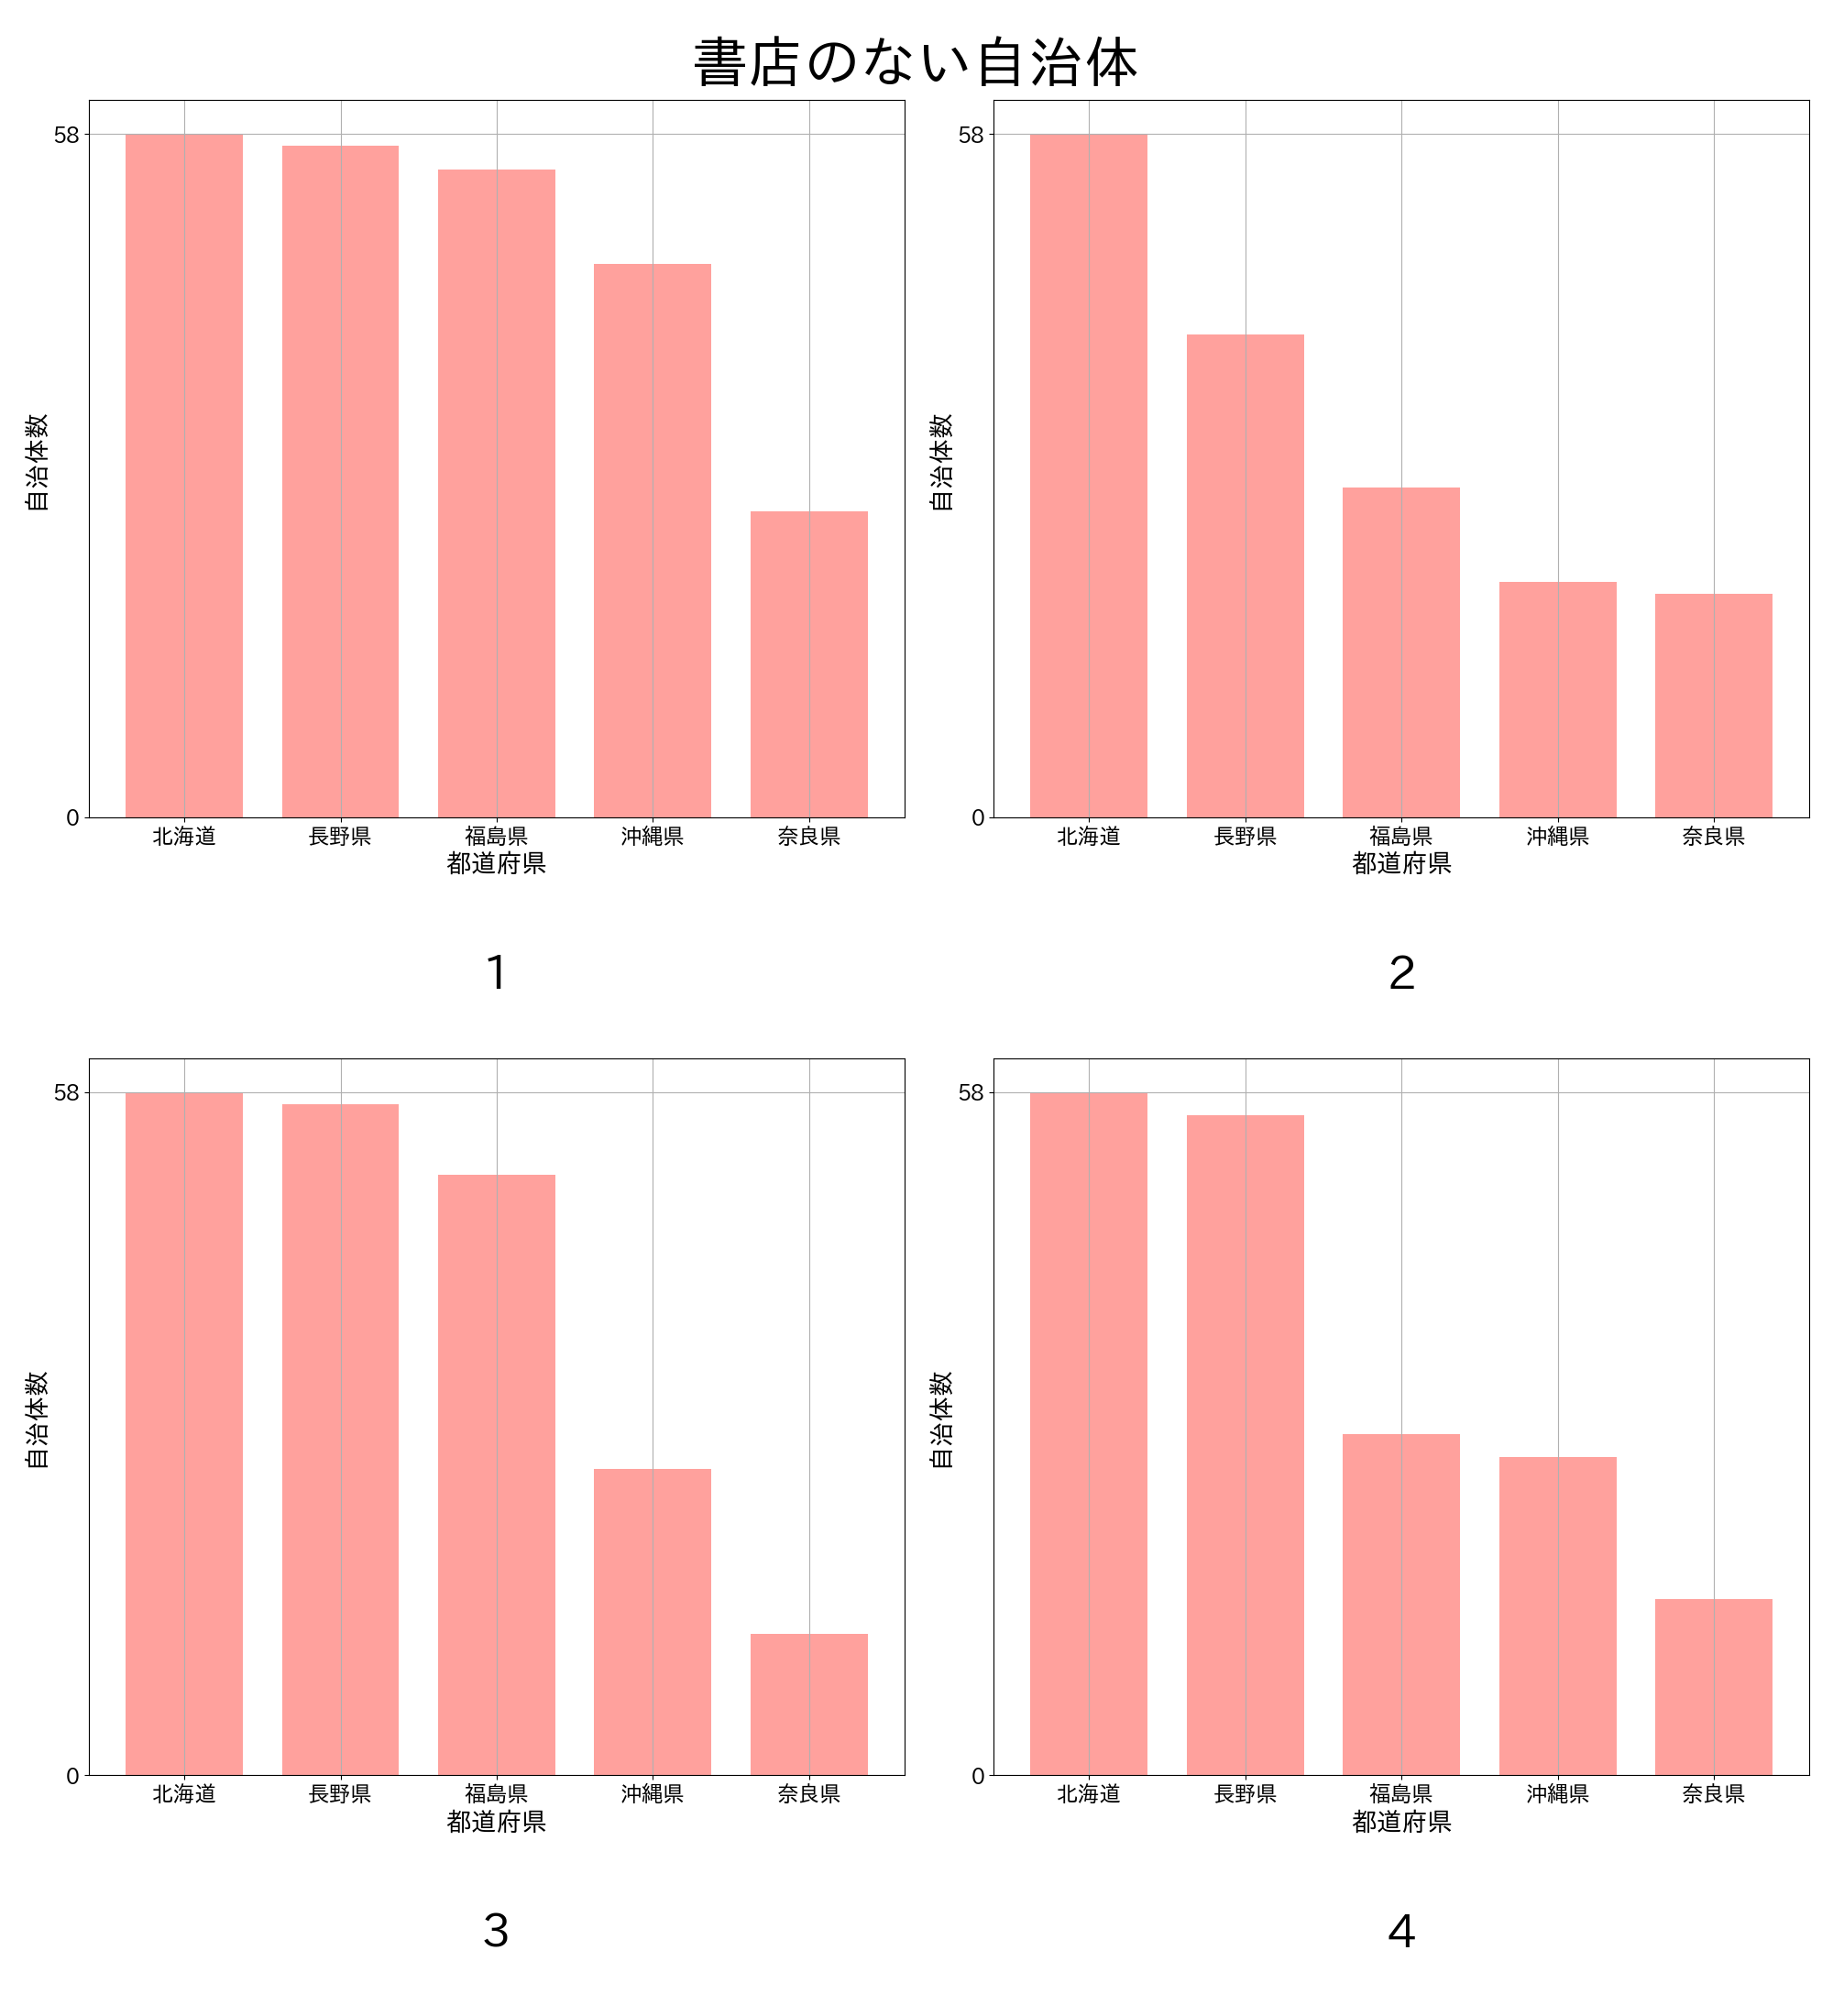 書店のない自治体
58
0
自治体数
北海道 長野県 福島県 沖縄県 奈良県
都道府県
1
58
0
自治体数
北海道 長野県 福島県 沖縄県 奈良県
都道府県
2
58
0
自治体数
北海道 長野県 福島県 沖縄県 奈良県
都道府県
3
58
0
自治体数
北海道 長野県 福島県 沖縄県 奈良県
都道府県
4